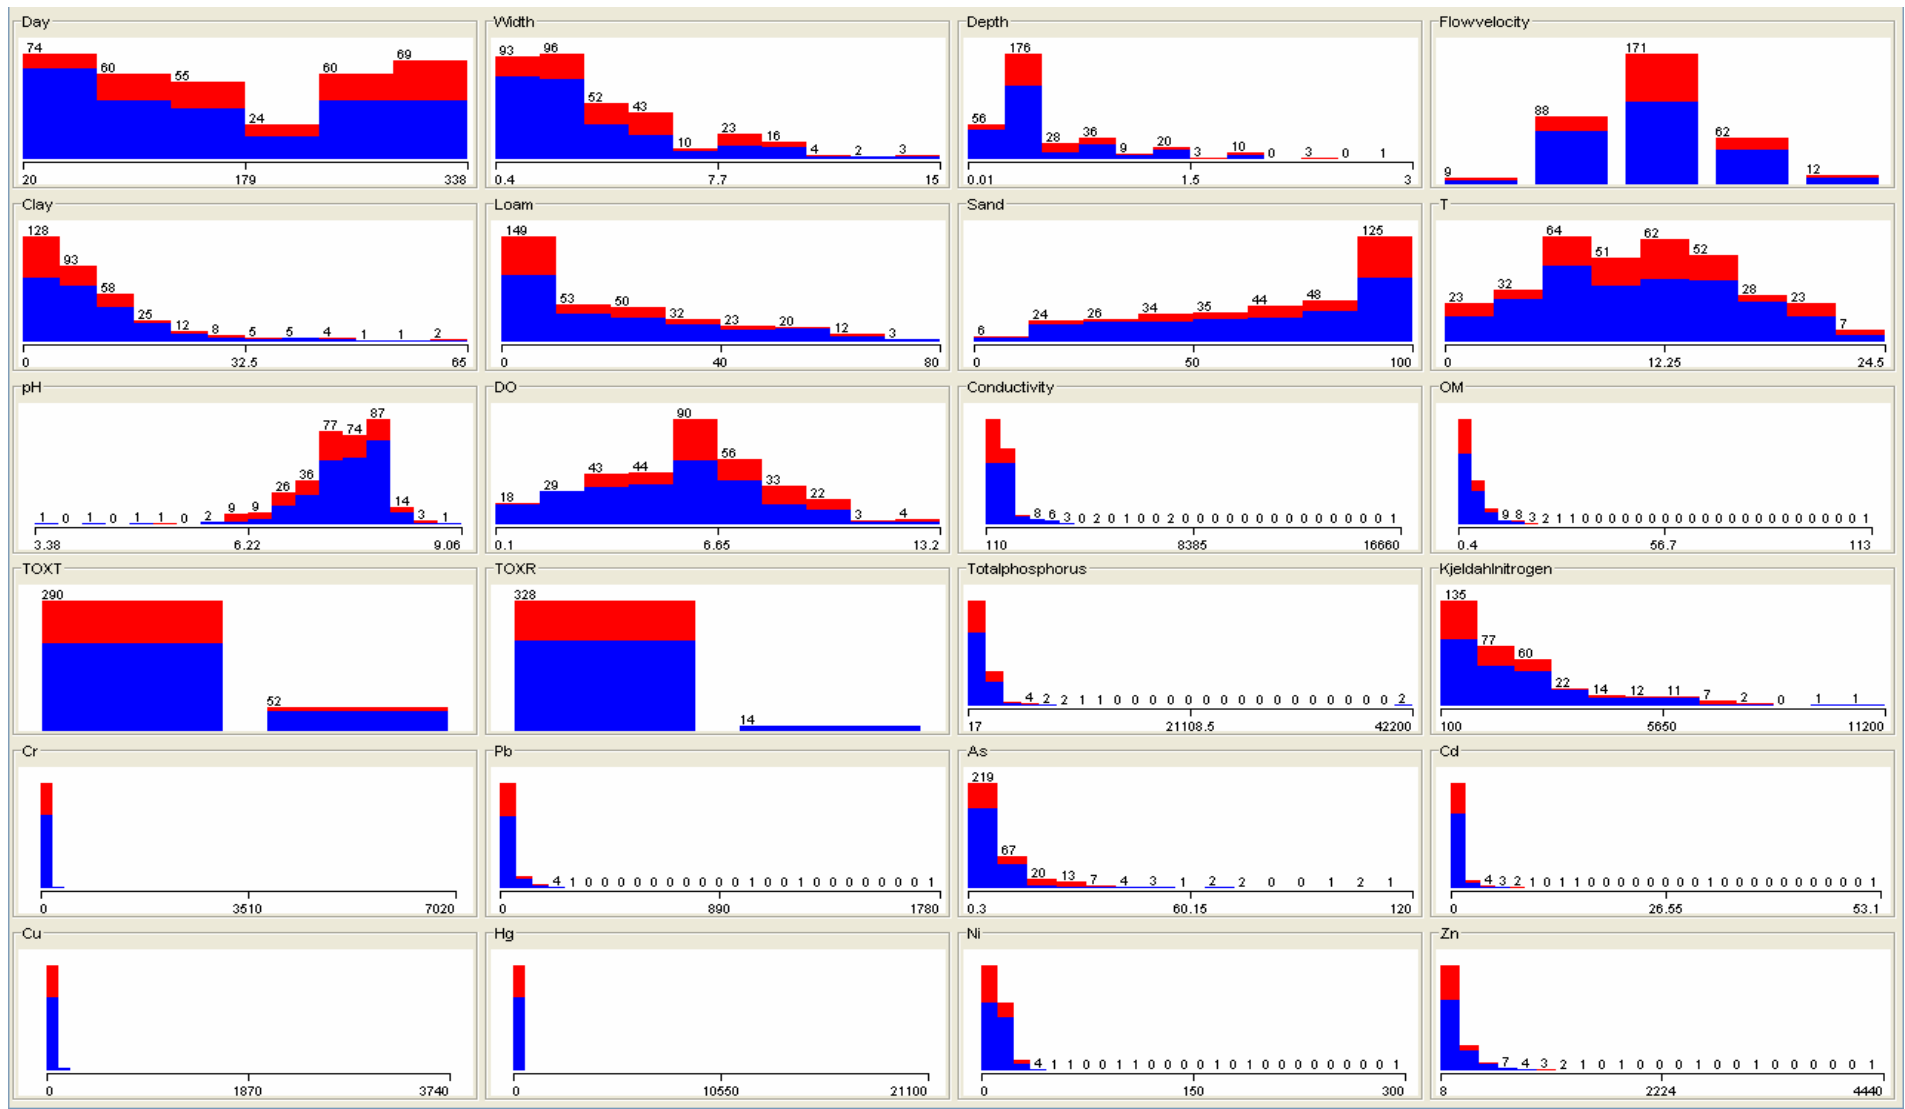 Day
74
60
55
24
60
69
20 179 338
Width
93
96
52
43
10
23
16
4
2
3
0.4 7.7 15
Depth
56
176
28
36
9
20
3
10
0
3
0
1
0.01 1.5 3
Flowvelocity
9
88
171
62
12
Clay
128
93
58
25
12
8
5
5
4
1
1
2
0 32.5 65
Loam
149
53
50
32
23
20
12
3
0 40 80
Sand
6
24
26
34
35
44
48
125
0 50 100
T
23
32
64
51
62
52
28
23
7
0 12.25 24.5
pH
1 0 1 0 1 1 0 2 9 9 26 36 77 74 87 14 3 1
3.38 6.22 9.06
DO
18
29
43
44
90
56
33
22
3
4
0.1 6.65 13.2
Conductivity
8 6 3 0 2 0 1 0 0 2 0 0 0 0 0 0 0 0 0 0 0 0 0 1
110 8385 16660
OM
9 8 3 2 1 1 0 0 0 0 0 0 0 0 0 0 0 0 0 0 0 0 0 0 0 0 0 0 1
0.4 56.7 113
TOXT
290
52
TOXR
328
14
Totalphosphorus
4 2 2 1 1 0 0 0 0 0 0 0 0 0 0 0 0 0 0 0 0 2
17 21108.5 42200
Kjeldahlnitrogen
135
77
60
22
14
12
11
7
2
0
1
1
100 5650 11200
Cr
0 3510 7020
Pb
4 1 0 0 0 0 0 0 0 0 0 0 1 0 0 1 0 0 0 0 0 0 0 1
0 890 1780
As
219
67
20
13
7
4
3
1
2
2
0
0
1
2
1
0.3 60.15 120
Cd
4 3 2 1 0 1 1 0 0 0 0 0 0 0 0 1 0 0 0 0 0 0 0 0 0 0 1
0 26.55 53.1
Cu
0 1870 3740
Hg
0 10550 21100
Ni
4 1 1 0 0 1 1 0 0 0 0 1 0 1 0 0 0 0 0 0 0 0 1
0 150 300
Zn
7 4 3 2 1 0 1 0 1 0 0 0 1 0 1 0 0 0 0 0 1
8 2224 4440